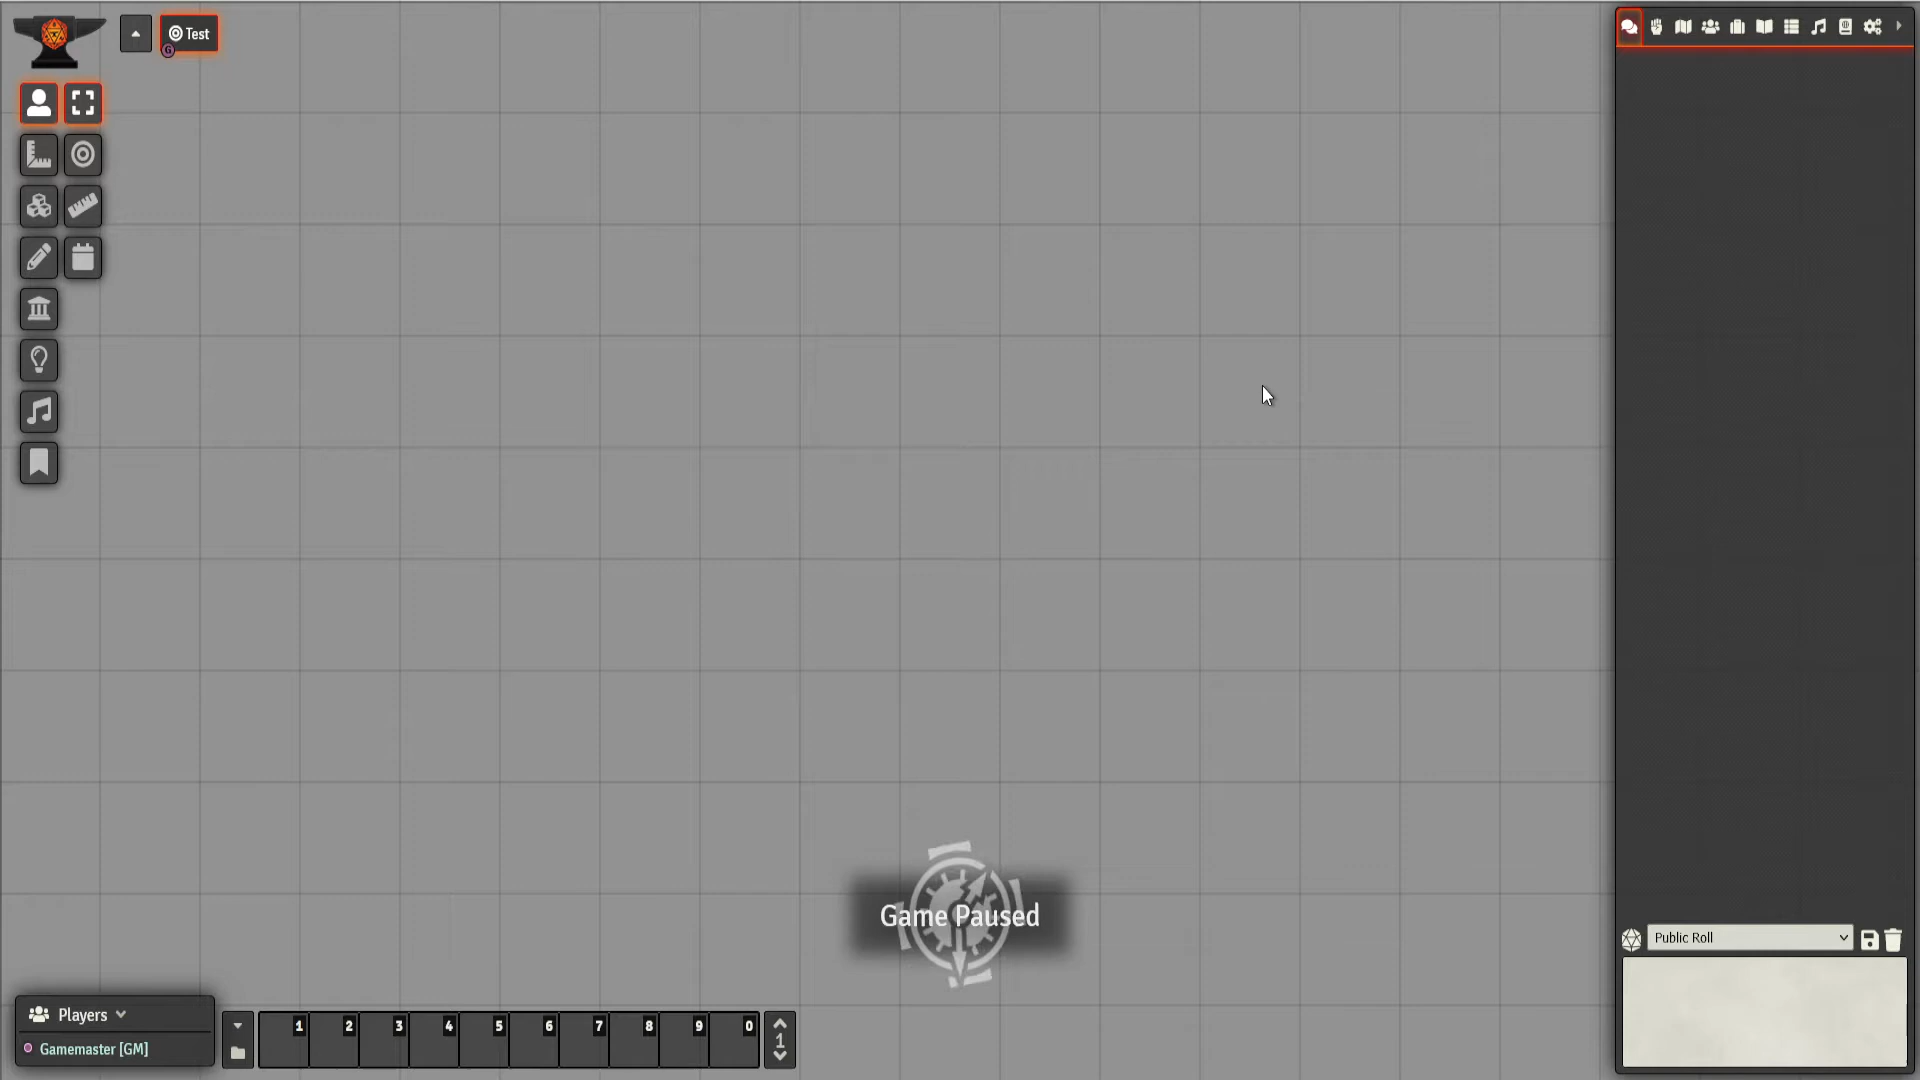 Test
G
Public Roll
Game Paused
Players
Gamemaster [GM]
1 2 3 4 5 6 7 8 9 0
1